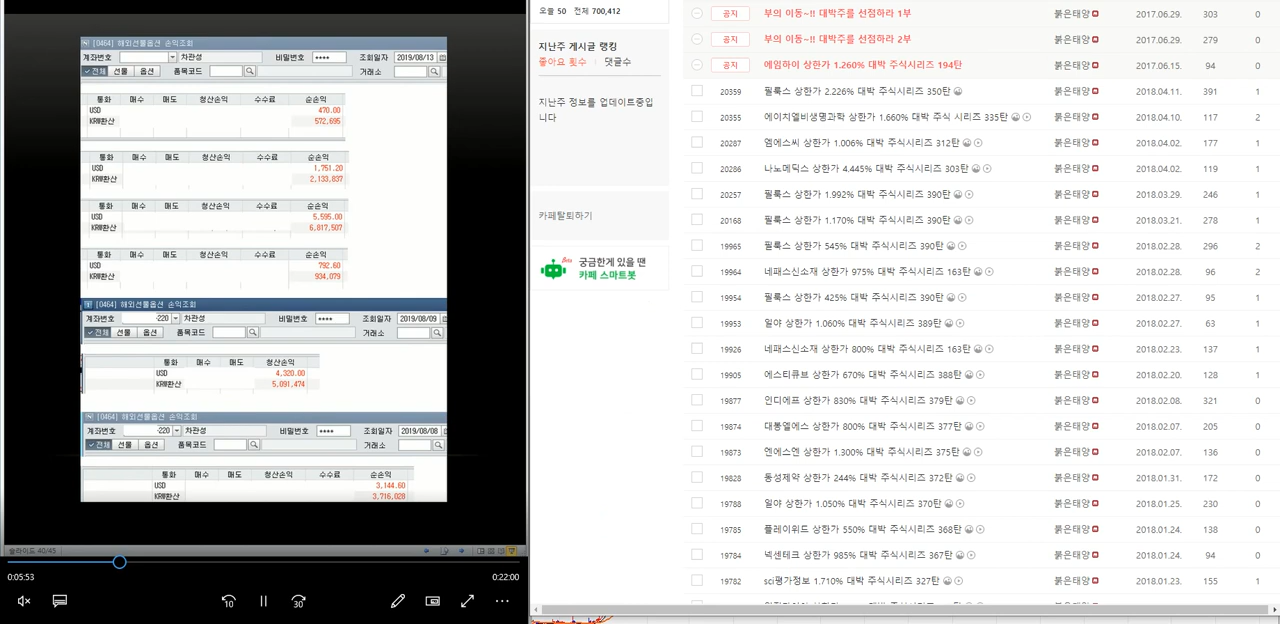 [0464] 해외선물옵션 손익조회
계좌번호 차관성 비밀번호 **** 조회일자 2019/08/13
전체 선물 옵션 품목코드 거래소
통화 매수 매도 청산손익 수수료 순손익
USD 470.00
KRW환산 572,695
통화 매수 매도 청산손익 수수료 순손익
USD 1,751.20
KRW환산 2,133,837
통화 매수 매도 청산손익 수수료 순손익
USD 5,595.00
KRW환산 6,817,507
통화 매수 매도 청산손익 수수료 순손익
USD 792.60
KRW환산 934,079
[0464] 해외선물옵션 손익조회
계좌번호 -220 차관성 비밀번호 **** 조회일자 2019/08/09
전체 선물 옵션 품목코드 거래소
통화 매수 매도 청산손익
USD 4,320.00
KRW환산 5,091,474
[0464] 해외선물옵션 손익조회
계좌번호 -220 차관성 비밀번호 **** 조회일자 2019/08/08
전체 선물 옵션 품목코드 거래소
통화 매수 매도 청산손익 수수료 순손익
USD 3,144.60
KRW환산 3,716,028
슬라이드 40/45
0:05:53 0:22:00
10 30
오늘 50 전체 700,412
지난주 게시글 랭킹
좋아요 횟수 댓글수
지난주 정보를 업데이트중입
니다
카페탈퇴하기
Beta 궁금한게 있을 땐
카페 스마트봇
공지 부의 이동~!! 대박주를 선점하라 1부 붉은태양 2017.06.29. 303 0
공지 부의 이동~!! 대박주를 선점하라 2부 붉은태양 2017.06.29. 279 0
공지 에임하이 상한가 1.260% 대박 주식시리즈 194탄 붉은태양 2017.06.15. 94 0
20359 필룩스 상한가 2.226% 대박 주식시리즈 350탄 붉은태양 2018.04.11. 391 1
20355 에이치엘비생명과학 상한가 1.660% 대박 주식 시리즈 335탄 붉은태양 2018.04.10. 117 2
20287 엠에스씨 상한가 1.006% 대박 주식시리즈 312탄 붉은태양 2018.04.02. 177 1
20286 나노메딕스 상한가 4.445% 대박 주식시리즈 303탄 붉은태양 2018.04.02. 119 1
20257 필룩스 상한가 1.992% 대박 주식시리즈 390탄 붉은태양 2018.03.29. 246 1
20168 필룩스 상한가 1.170% 대박 주식시리즈 390탄 붉은태양 2018.03.21. 278 1
19965 필룩스 상한가 545% 대박 주식시리즈 390탄 붉은태양 2018.02.28. 296 2
19964 네패스신소재 상한가 975% 대박 주식시리즈 163탄 붉은태양 2018.02.28. 96 2
19954 필룩스 상한가 425% 대박 주식시리즈 390탄 붉은태양 2018.02.27. 95 1
19953 일야 상한가 1.060% 대박 주식시리즈 389탄 붉은태양 2018.02.27. 63 1
19926 네패스신소재 상한가 800% 대박 주식시리즈 163탄 붉은태양 2018.02.23. 137 1
19905 에스티큐브 상한가 670% 대박 주식시리즈 388탄 붉은태양 2018.02.20. 128 1
19877 인디에프 상한가 830% 대박 주식시리즈 379탄 붉은태양 2018.02.08. 321 0
19874 대봉엘에스 상한가 800% 대박 주식시리즈 377탄 붉은태양 2018.02.07. 205 0
19873 엔에스엔 상한가 1.300% 대박 주식시리즈 375탄 붉은태양 2018.02.07. 136 0
19828 동성제약 상한가 244% 대박 주식시리즈 372탄 붉은태양 2018.01.31. 172 0
19788 일야 상한가 1.050% 대박 주식시리즈 370탄 붉은태양 2018.01.25. 230 0
19785 플레이위드 상한가 550% 대박 주식시리즈 368탄 붉은태양 2018.01.24. 138 0
19784 넥센테크 상한가 985% 대박 주식시리즈 367탄 붉은태양 2018.01.24. 94 0
19782 sci평가정보 1.710% 대박 주식시리즈 327탄 붉은태양 2018.01.23. 155 1